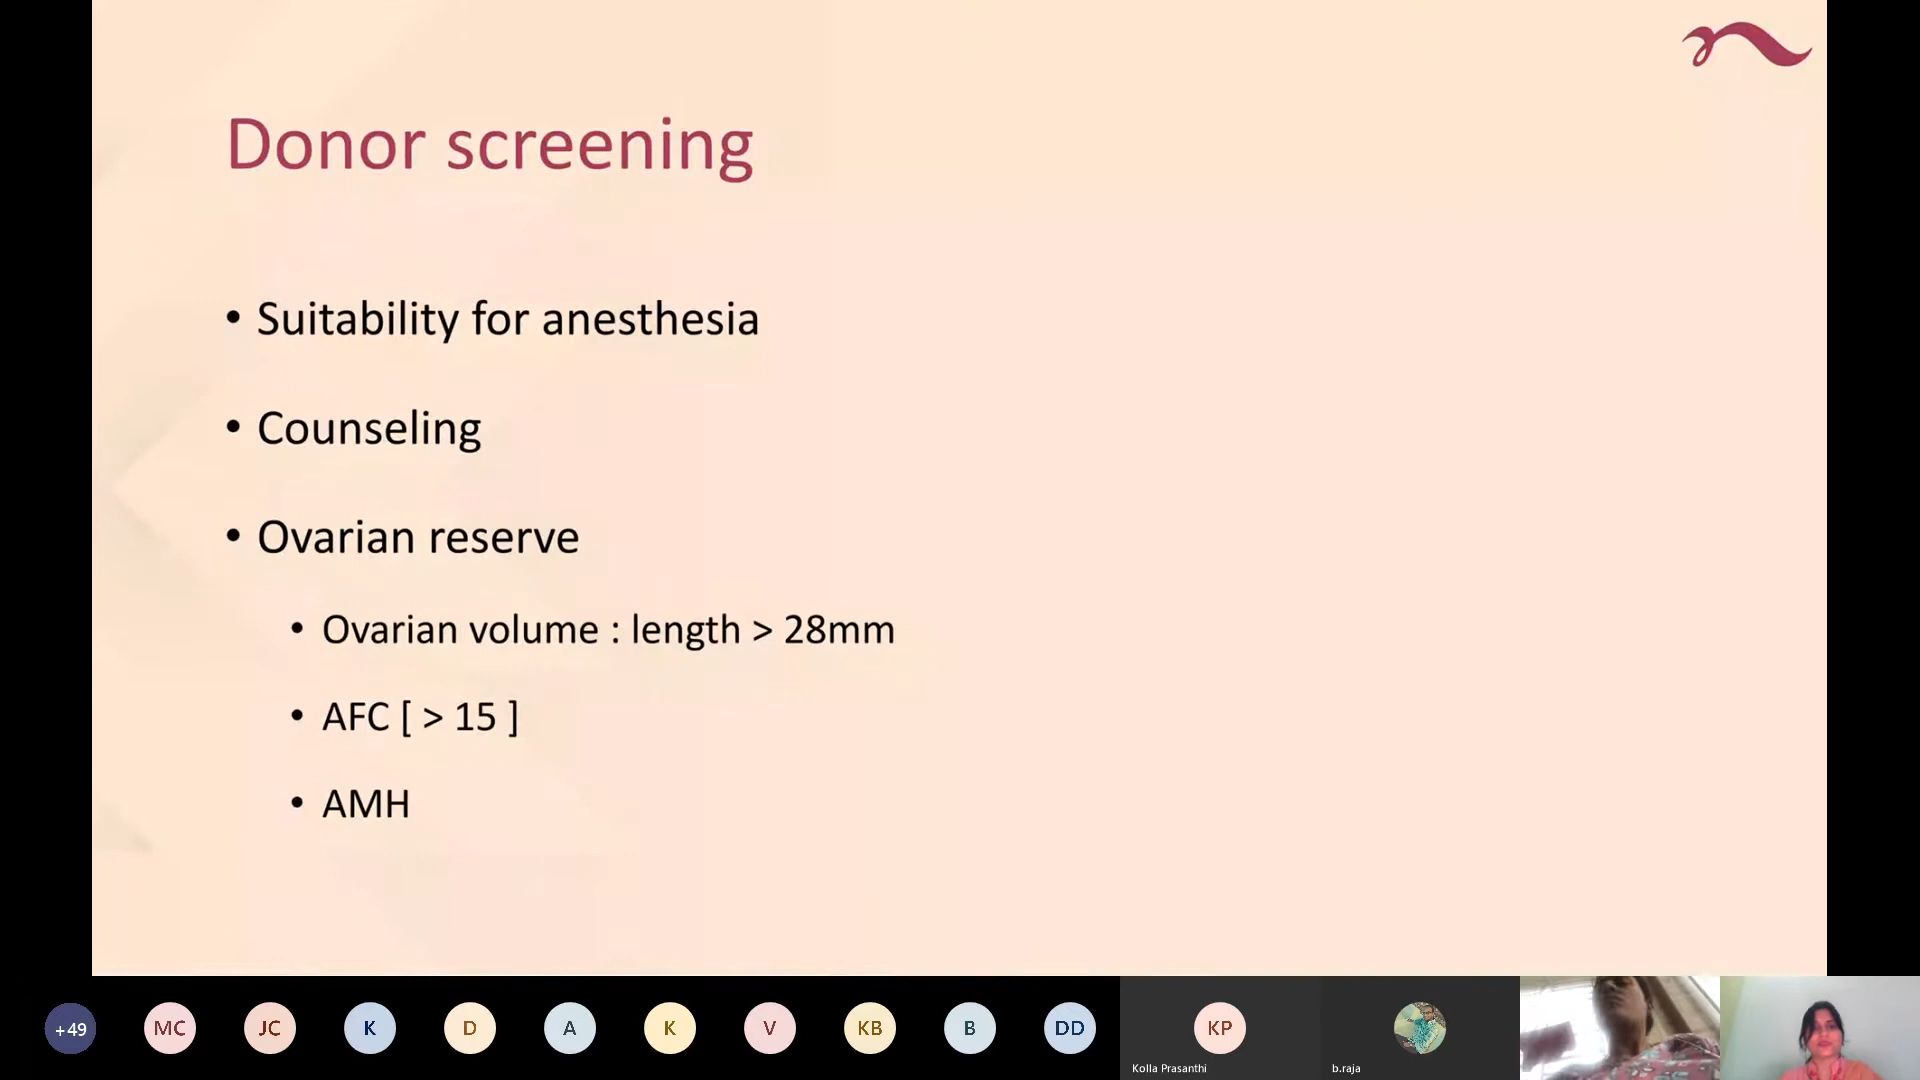 Donor screening
• Suitability for anesthesia
• Counseling
• Ovarian reserve
• Ovarian volume : length > 28mm
• AFC [ > 15 ]
• AMH
+49
MC
JC
K
D
A
K
V
KB
B
DD
KP
Kolla Prasanthi
b.raja